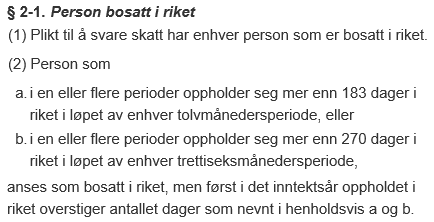 § 2-1. Person bosatt i riket
(1) Plikt til å svare skatt har enhver person som er bosatt i riket.
(2) Person som
a. i en eller flere perioder oppholder seg mer enn 183 dager i
riket i løpet av enhver tolvmånedersperiode, eller
b. i en eller flere perioder oppholder seg mer enn 270 dager i
riket i løpet av enhver trettiseksmånedersperiode,
anses som bosatt i riket, men først i det inntektsår oppholdet i
riket overstiger antallet dager som nevnt i henholdsvis a og b.